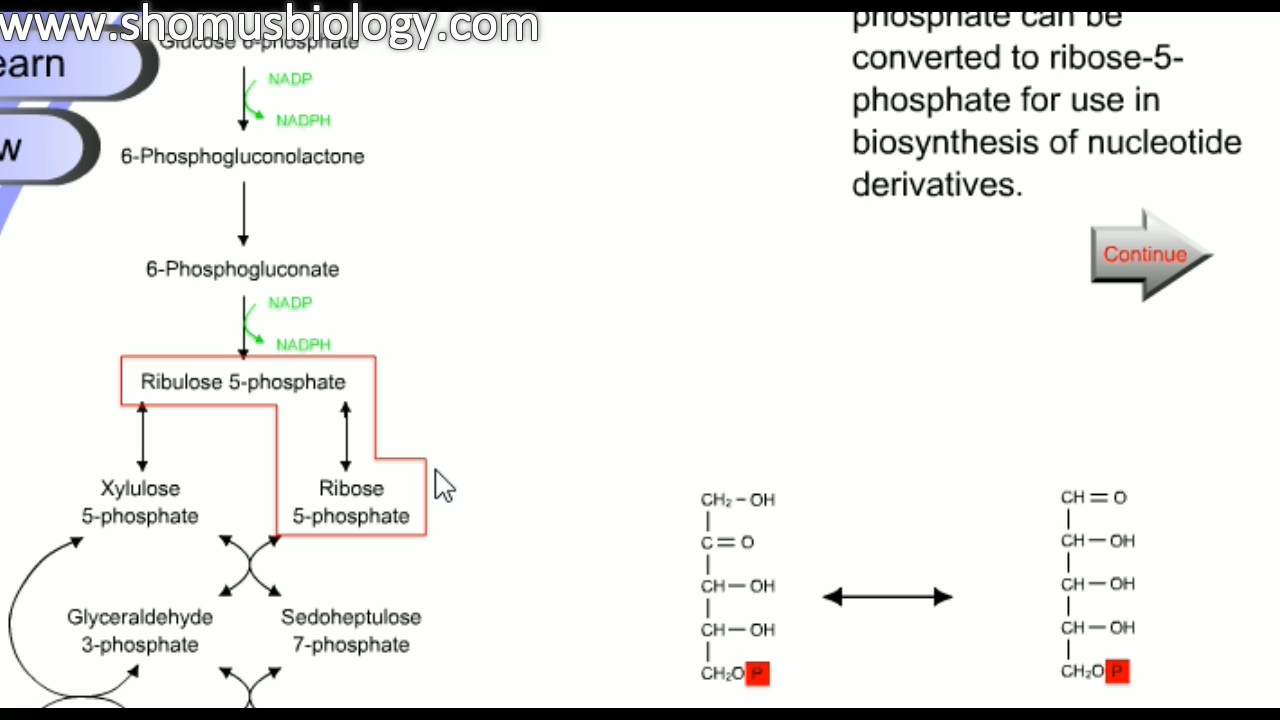 www.shomusbiology.com
Glucose 6-phosphate
earn
w
NADP
NADPH
6-Phosphogluconolactone
6-Phosphogluconate
NADP
NADPH
Ribulose 5-phosphate
Xylulose
5-phosphate
Ribose
5-phosphate
Glyceraldehyde
3-phosphate
Sedoheptulose
7-phosphate
phosphate can be
converted to ribose-5-
phosphate for use in
biosynthesis of nucleotide
derivatives.
Continue
CH₂-OH
C=O
CH-OH
CH-OH
CH₂O P
CH=O
CH-OH
CH-OH
CH-OH
CH₂O P